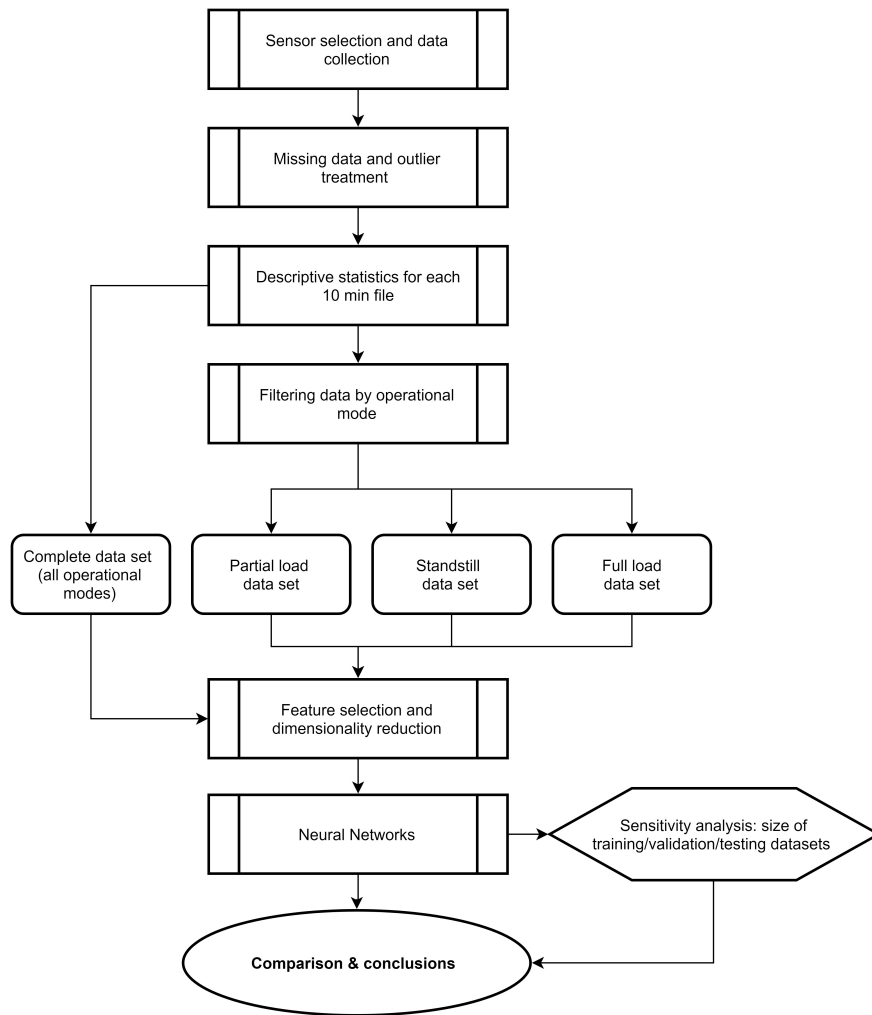 Sensor selection and data
collection
Missing data and outlier
treatment
Descriptive statistics for each
10 min file
Filtering data by operational
mode
Complete data set
(all operational
modes)
Partial load
data set
Standstill
data set
Full load
data set
Feature selection and
dimensionality reduction
Neural Networks
Sensitivity analysis: size of
training/validation/testing datasets
Comparison & conclusions